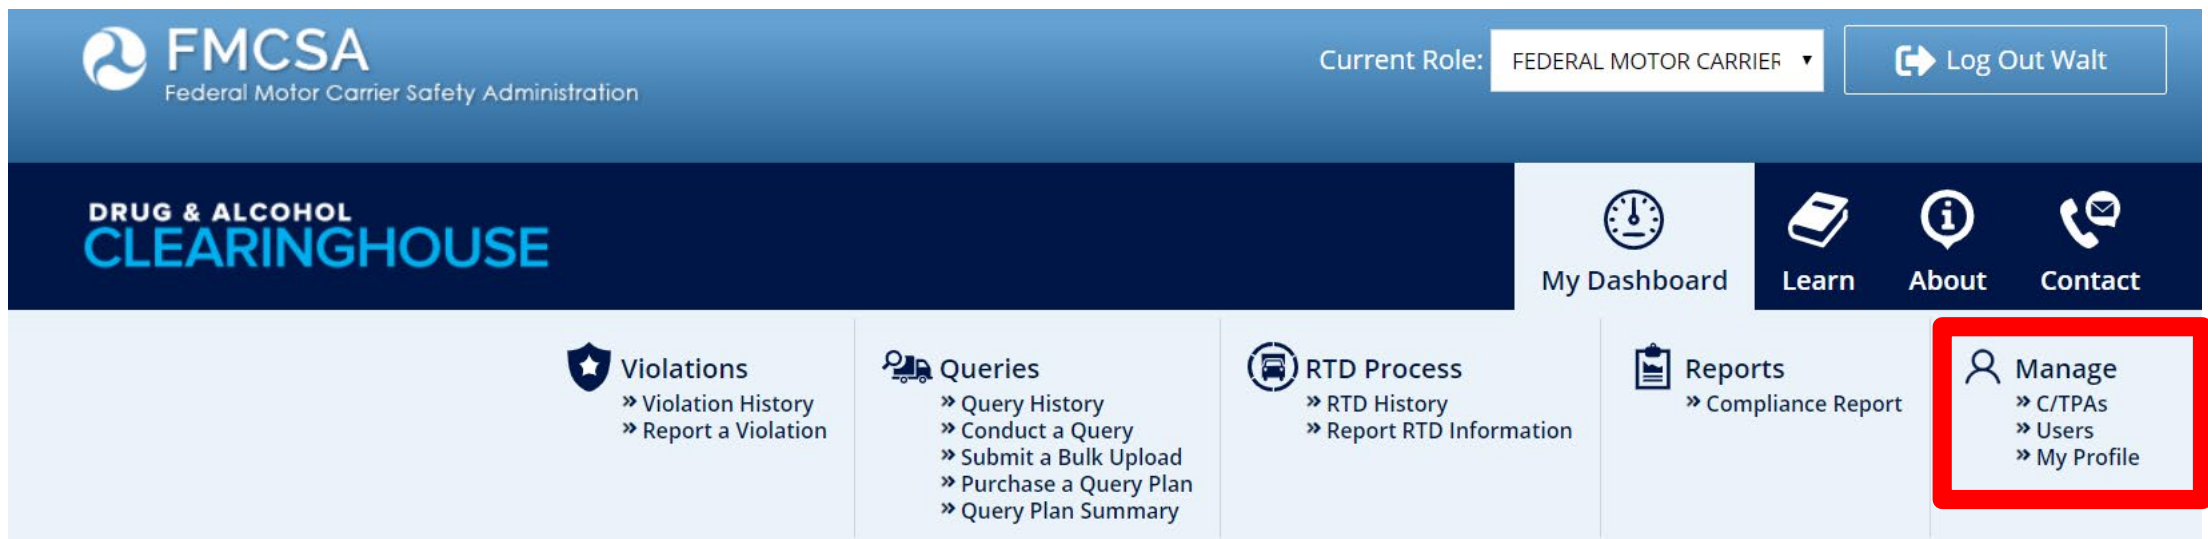 FMCSA
Federal Motor Carrier Safety Administration
Current Role:
FEDERAL MOTOR CARRIER
Log Out Walt
DRUG & ALCOHOL
CLEARINGHOUSE
My Dashboard
Learn
About
Contact
Violations
» Violation History
» Report a Violation
Queries
» Query History
» Conduct a Query
» Submit a Bulk Upload
» Purchase a Query Plan
» Query Plan Summary
RTD Process
» RTD History
» Report RTD Information
Reports
» Compliance Report
Manage
» C/TPAs
» Users
» My Profile